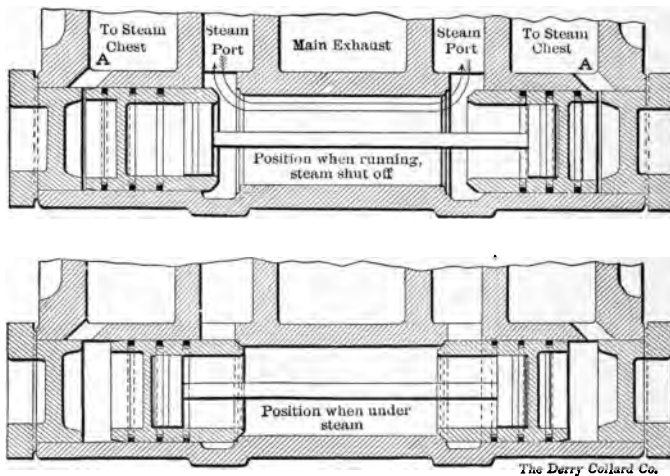 To Steam
Chest
A
Steam
Port
Main Exhaust
Steam
Port
To Steam
Chest
A
Position when running,
steam shut off
Position when under
steam
The Derry Collard Co.